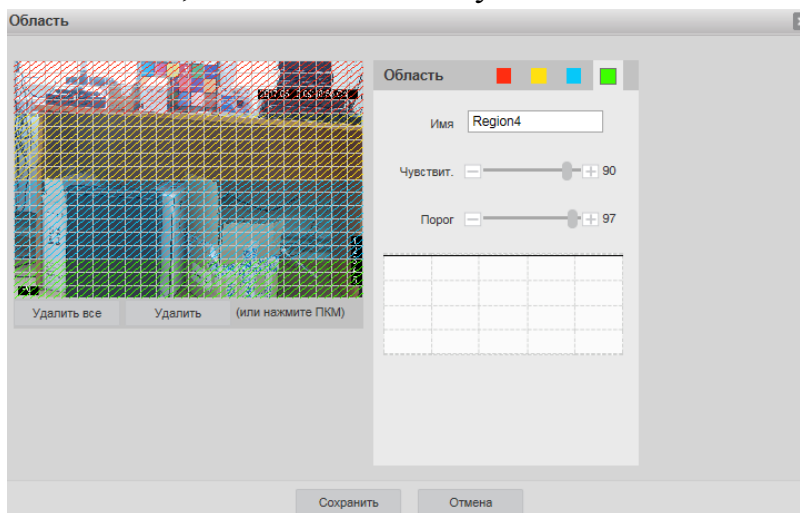 Область
Область
Имя
Region4
Чувствит.
90
Порог
97
Удалить все
Удалить
(или нажмите ПКМ)
Сохранить
Отмена